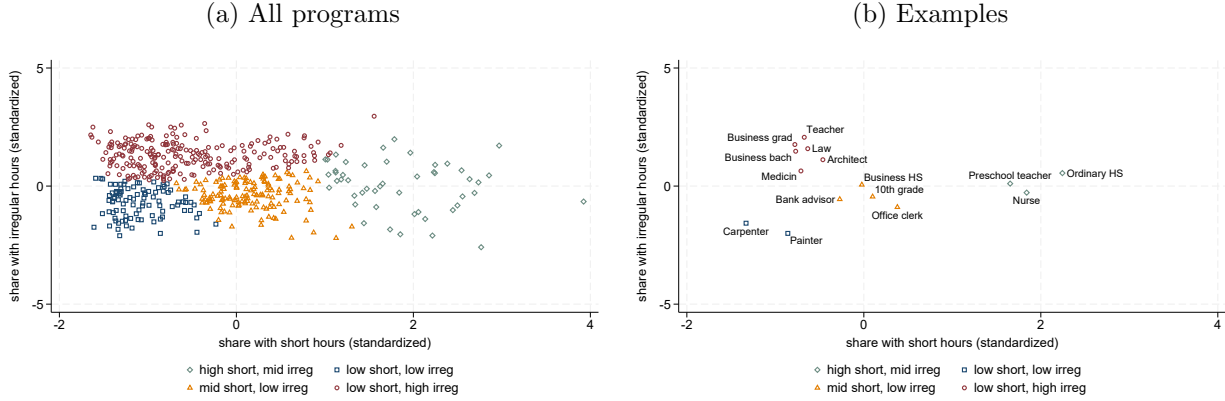 (a) All programs
share with irregular hours (standardized)
5
0
-5
-2
0
2
4
share with short hours (standardized)
high short, mid irreg
low short, low irreg
mid short, low irreg
low short, high irreg
(b) Examples
share with irregular hours (standardized)
5
0
-5
Teacher
Business grad
Law
Business bach
Architect
Medicin
Business HS
Preschool teacher
Ordinary HS
10th grade
Bank advisor
Nurse
Office clerk
Carpenter
Painter
-2
0
2
4
share with short hours (standardized)
high short, mid irreg
low short, low irreg
mid short, low irreg
low short, high irreg